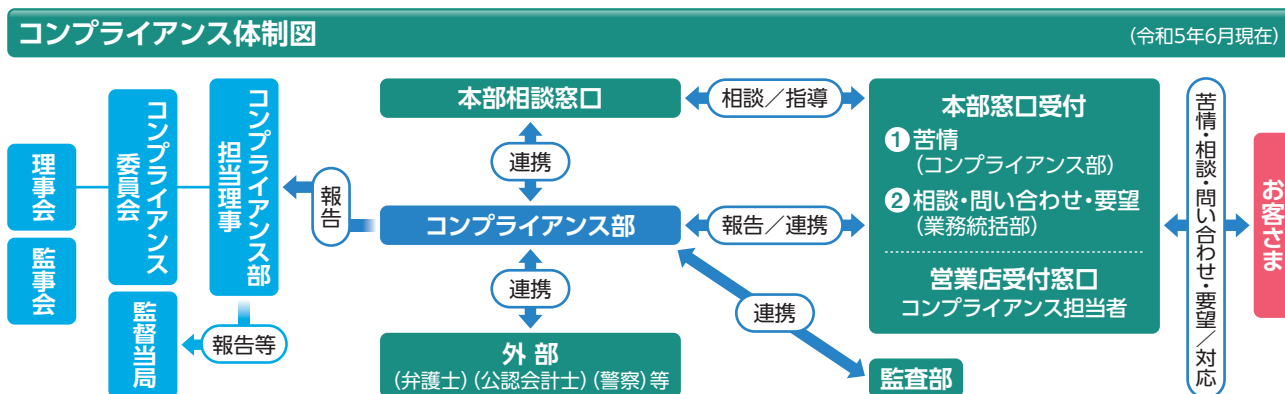 コンプライアンス体制図
(令和5年6月現在)
理事会
監事会
コンプライアンス
委員会
コンプライアンス部
担当理事
監督当局
報告等
報告
本部相談窓口
連携
コンプライアンス部
連携
外部
(弁護士)(公認会計士)(警察)等
相談/指導
報告/連携
連携
本部窓口受付
❶苦情
(コンプライアンス部)
❷相談・問い合わせ・要望
(業務統括部)
営業店受付窓口
コンプライアンス担当者
監査部
苦情・相談・問い合わせ・要望/対応
お客さま